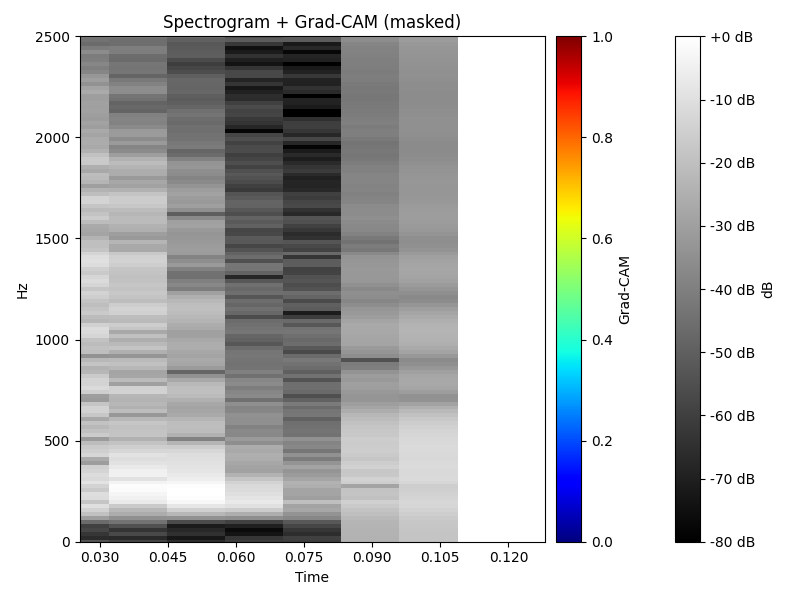 Spectrogram + Grad-CAM (masked)
2500
2000
1500
1000
500
0
Hz
0.030
0.045
0.060
0.075
0.090
0.105
0.120
Time
1.0
0.8
0.6
0.4
0.2
0.0
Grad-CAM
+0 dB
-10 dB
-20 dB
-30 dB
-40 dB
-50 dB
-60 dB
-70 dB
-80 dB
dB